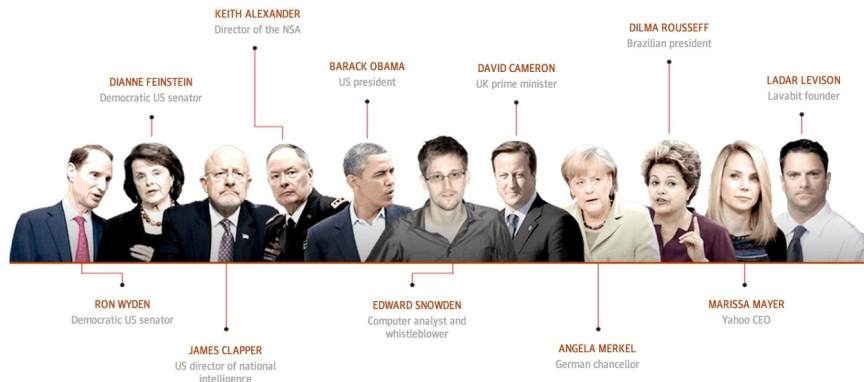 KEITH ALEXANDER
Director of the NSA
DILMA ROUSSEFF
Brazilian president
DIANNE FEINSTEIN
Democratic US senator
BARACK OBAMA
US president
DAVID CAMERON
UK prime minister
LADAR LEVISON
Lavabit founder
RON WYDEN
Democratic US senator
EDWARD SNOWDEN
Computer analyst and
whistleblower
MARISSA MAYER
Yahoo CEO
JAMES CLAPPER
US director of national
intelligence
ANGELA MERKEL
German chancellor